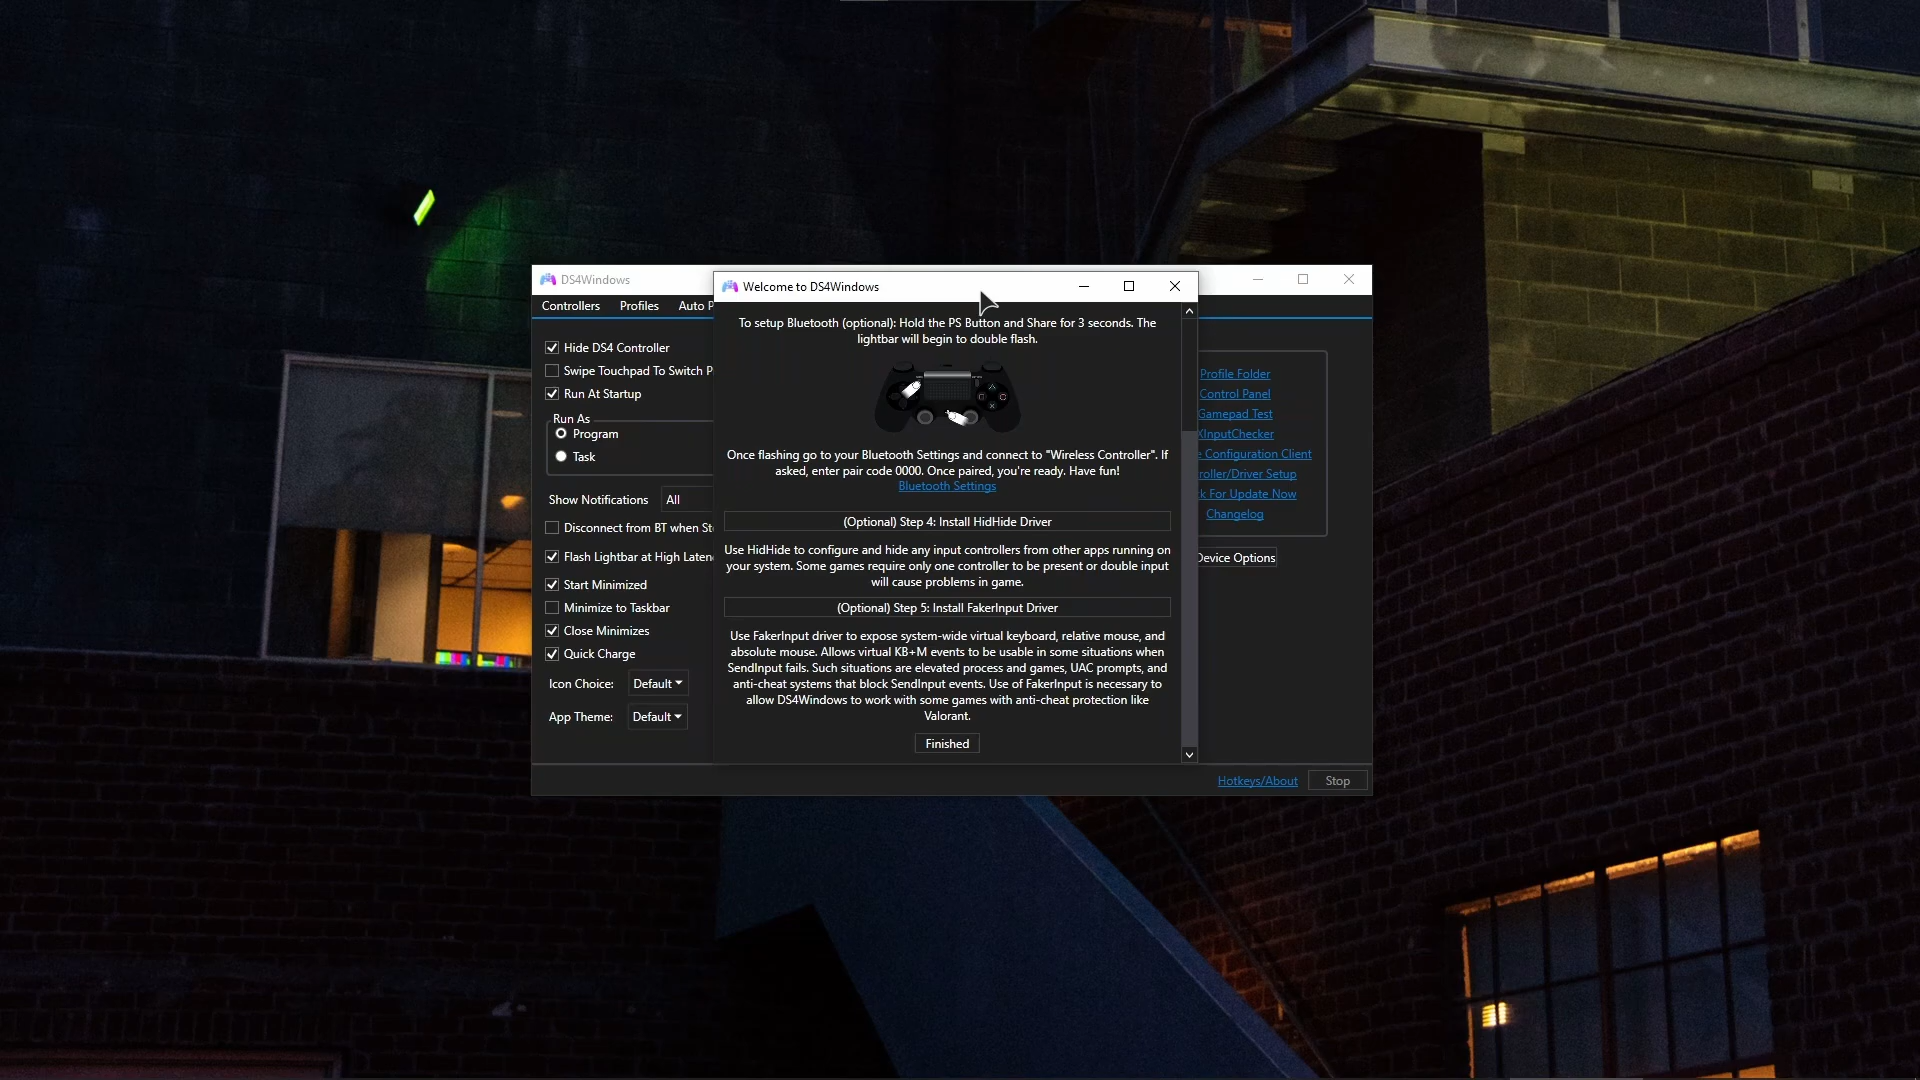 DS4Windows
Controllers Profiles Auto P
Hide DS4 Controller
Swipe Touchpad To Switch P
Run At Startup
Run As
Program
Task
Show Notifications All
Disconnect from BT when St
Flash Lightbar at High Laten
Start Minimized
Minimize to Taskbar
Close Minimizes
Quick Charge
Icon Choice: Default
App Theme: Default
Welcome to DS4Windows
To setup Bluetooth (optional): Hold the PS Button and Share for 3 seconds. The
lightbar will begin to double flash.
Once flashing go to your Bluetooth Settings and connect to "Wireless Controller". If
asked, enter pair code 0000. Once paired, you're ready. Have fun!
Bluetooth Settings
(Optional) Step 4: Install HidHide Driver
Use HidHide to configure and hide any input controllers from other apps running on
your system. Some games require only one controller to be present or double input
will cause problems in game.
(Optional) Step 5: Install FakerInput Driver
Use FakerInput driver to expose system-wide virtual keyboard, relative mouse, and
absolute mouse. Allows virtual KB+M events to be usable in some situations when
SendInput fails. Such situations are elevated process and games, UAC prompts, and
anti-cheat systems that block SendInput events. Use of FakerInput is necessary to
allow DS4Windows to work with some games with anti-cheat protection like
Valorant.
Finished
Profile Folder
Control Panel
Gamepad Test
XInputChecker
e Configuration Client
roller/Driver Setup
k For Update Now
Changelog
Device Options
Hotkeys/About Stop